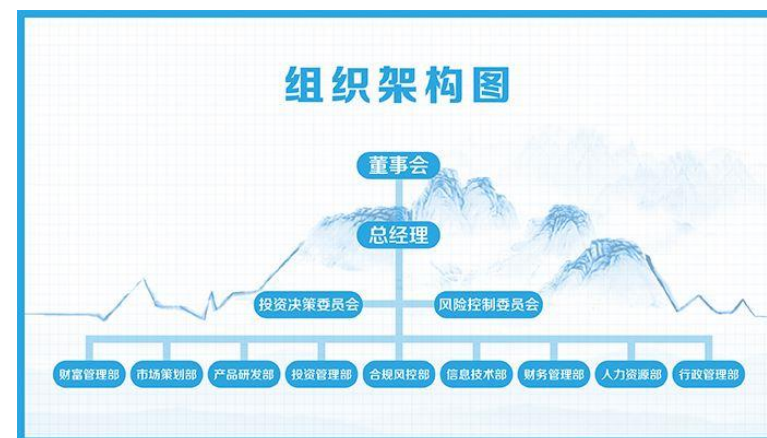 组织架构图
董事会
总经理
投资决策委员会 风险控制委员会
财富管理部 市场策划部 产品研发部 投资管理部 合规风控部 信息技术部 财务管理部 人力资源部 行政管理部